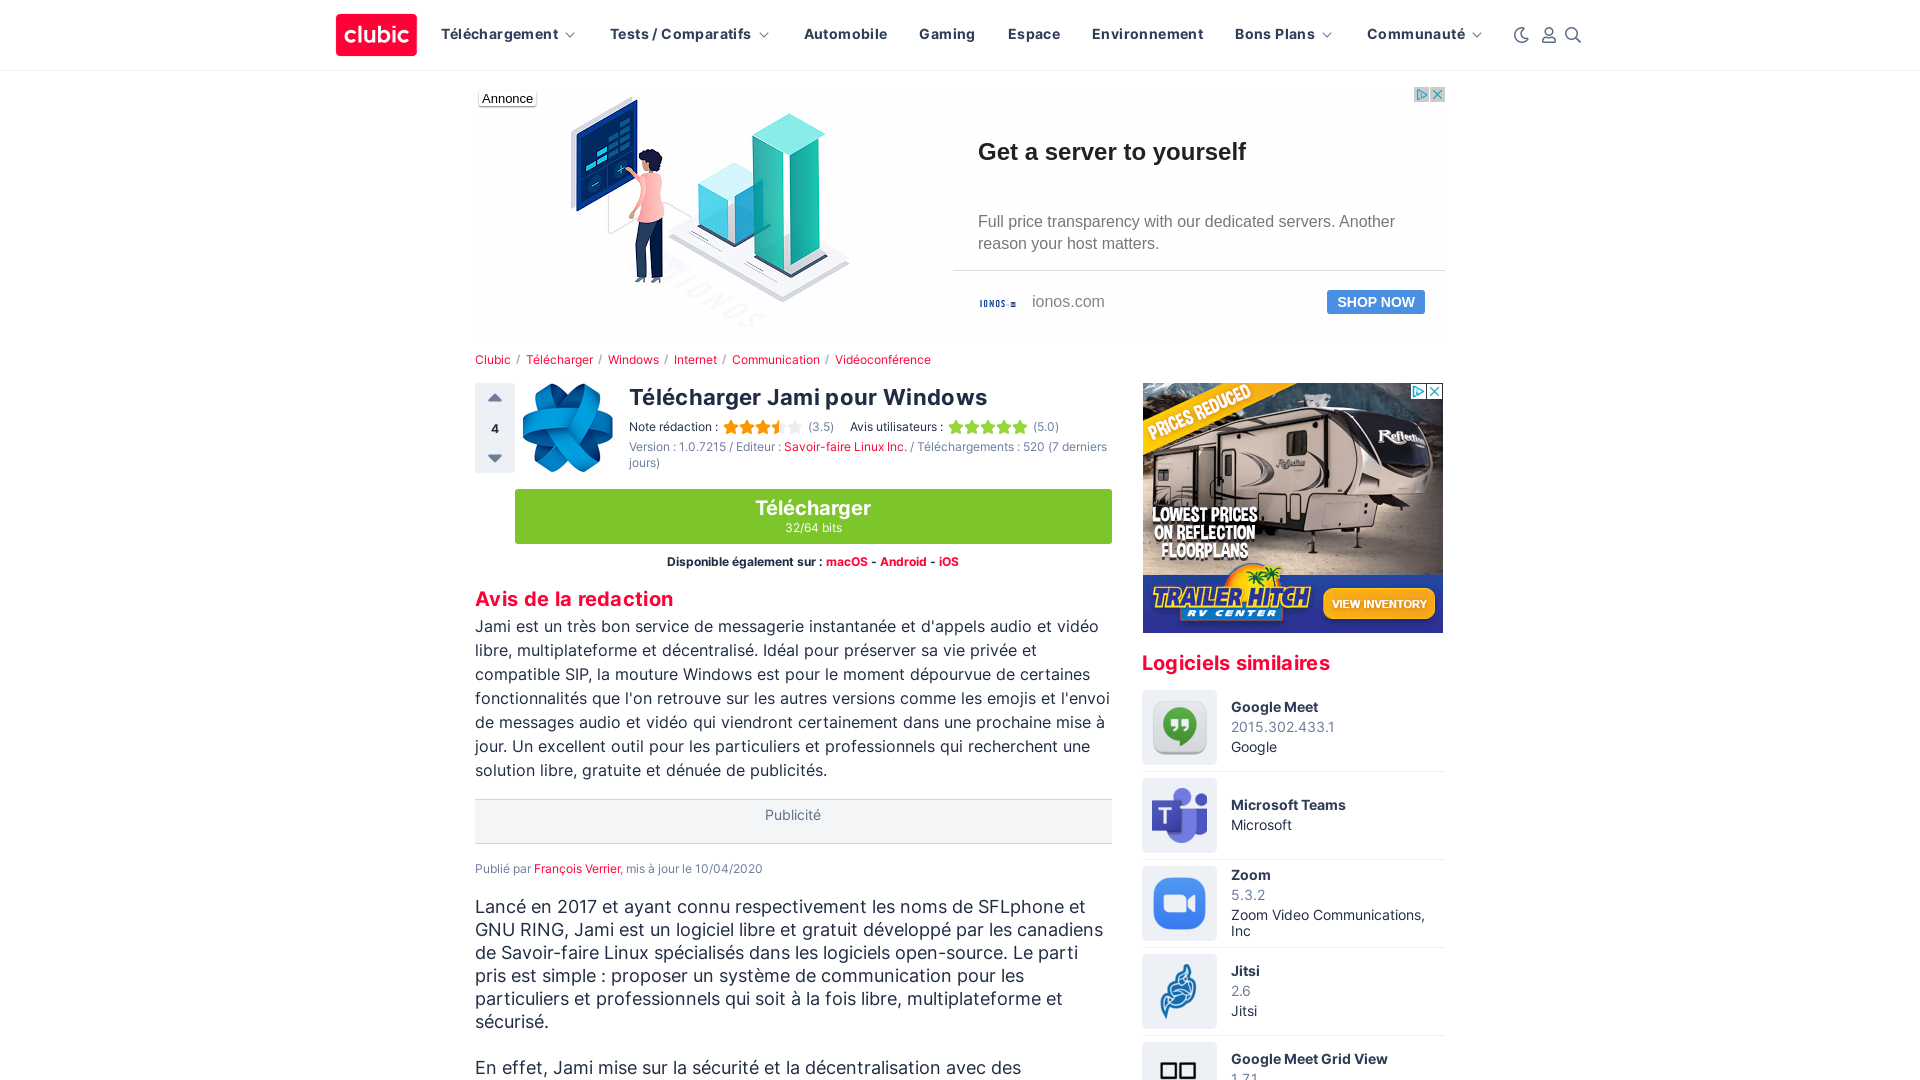 clubic
Téléchargement
Tests / Comparatifs
Automobile
Gaming
Espace
Environnement
Bons Plans
Communauté
Annonce
Get a server to yourself
Full price transparency with our dedicated servers. Another
reason your host matters.
IONOS
IONOS
ionos.com
SHOP NOW
Clubic / Télécharger / Windows / Internet / Communication / Vidéoconférence
4
Télécharger Jami pour Windows
Note rédaction : (3.5) Avis utilisateurs : (5.0)
Version : 1.0.7215 / Editeur : Savoir-faire Linux Inc. / Téléchargements : 520 (7 derniers
jours)
Télécharger
32/64 bits
Disponible également sur : macOS - Android - iOS
Avis de la redaction
Jami est un très bon service de messagerie instantanée et d'appels audio et vidéo
libre, multiplateforme et décentralisé. Idéal pour préserver sa vie privée et
compatible SIP, la mouture Windows est pour le moment dépourvue de certaines
fonctionnalités que l'on retrouve sur les autres versions comme les emojis et l'envoi
de messages audio et vidéo qui viendront certainement dans une prochaine mise à
jour. Un excellent outil pour les particuliers et professionnels qui recherchent une
solution libre, gratuite et dénuée de publicités.
Publicité
Publié par François Verrier, mis à jour le 10/04/2020
Lancé en 2017 et ayant connu respectivement les noms de SFLphone et
GNU RING, Jami est un logiciel libre et gratuit développé par les canadiens
de Savoir-faire Linux spécialisés dans les logiciels open-source. Le parti
pris est simple : proposer un système de communication pour les
particuliers et professionnels qui soit à la fois libre, multiplateforme et
sécurisé.
En effet, Jami mise sur la sécurité et la décentralisation avec des
PRICES REDUCED
Reflection
LOWEST PRICES
ON REFLECTION
FLOORPLANS
TRAILER HITCH
RV CENTER
VIEW INVENTORY
Logiciels similaires
Google Meet
2015.302.433.1
Google
T
Microsoft Teams
Microsoft
Zoom
5.3.2
Zoom Video Communications,
Inc
Jitsi
2.6
Jitsi
Google Meet Grid View
1.7.1